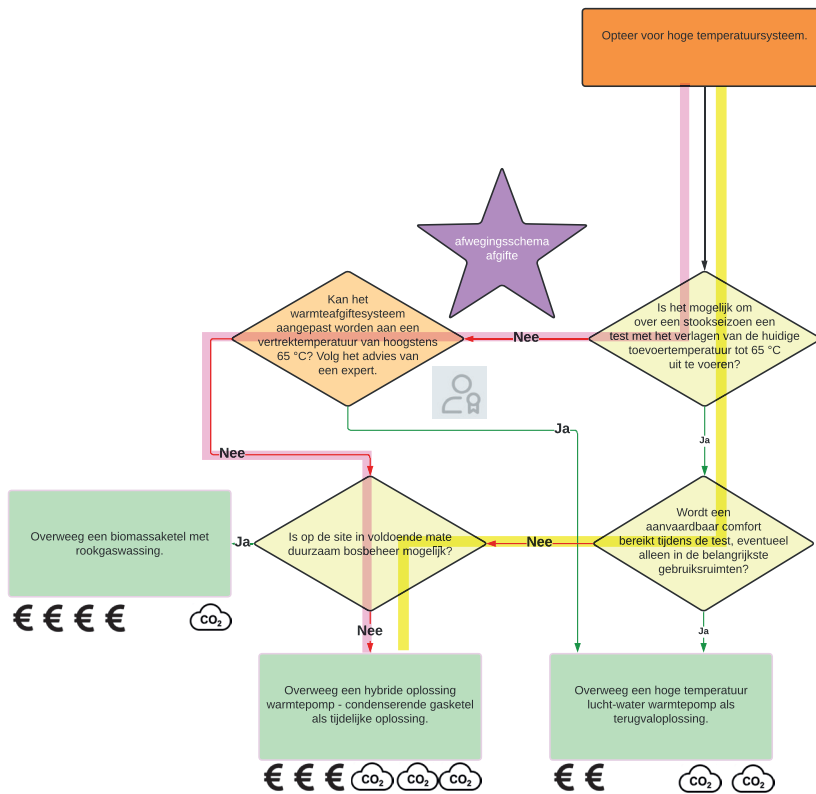 Opteer voor hoge temperatuursysteem.
afwegingsschema
afgifte
Kan het
warmteafgiftesysteem
aangepast worden aan een
vertrektemperatuur van hoogstens
65 °C? Volg het advies van
een expert.
Nee
Is het mogelijk om
over een stookseizoen een
test met het verlagen van de huidige
toevoertemperatuur tot 65 °C
uit te voeren?
Ja
Ja
Nee
Overweeg een biomassaketel met
rookgaswassing.
Ja
Is op de site in voldoende mate
duurzaam bosbeheer mogelijk?
Nee
Wordt een
aanvaardbaar comfort
bereikt tijdens de test, eventueel
alleen in de belangrijkste
gebruiksruimten?
€ € € € CO2
Nee
Ja
Overweeg een hybride oplossing
warmtepomp - condenserende gasketel
als tijdelijke oplossing.
Overweeg een hoge temperatuur
lucht-water warmtepomp als
terugvaloplossing.
€ € € CO2 CO2 CO2
€ € CO2 CO2